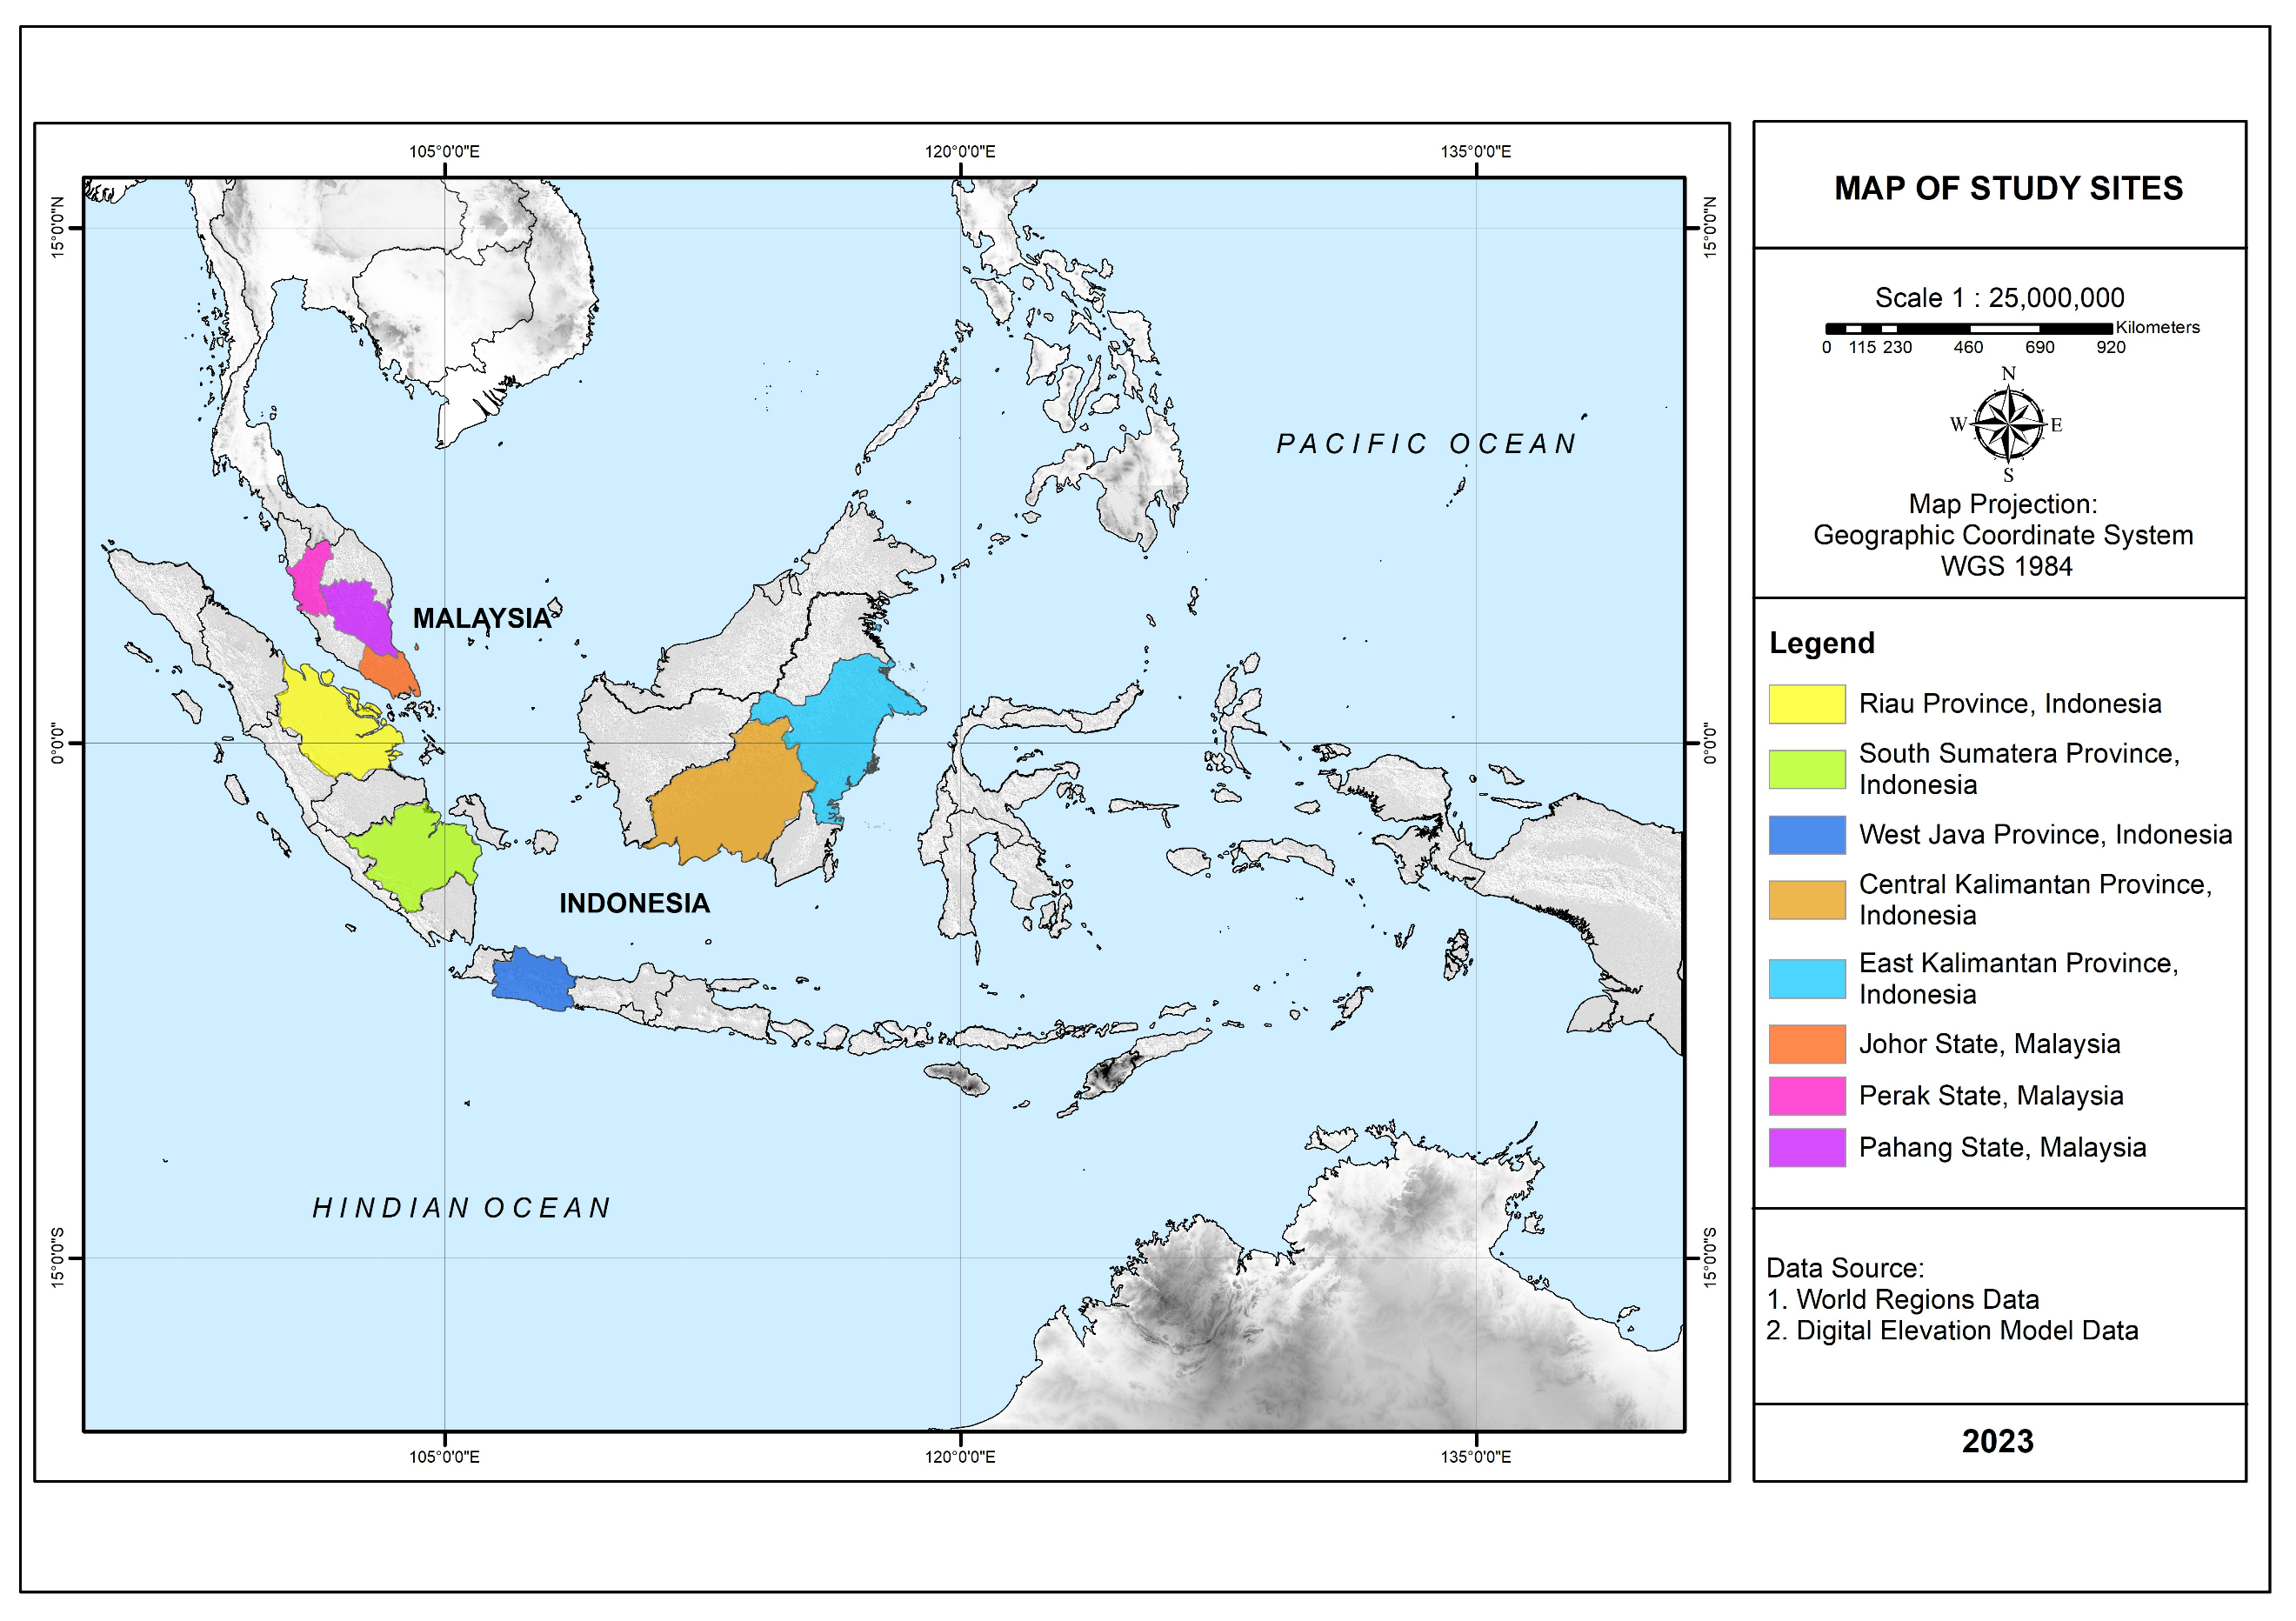 105°0'0"E 120°0'0"E 135°0'0"E
15°0'0"N 15°0'0"N
PACIFIC OCEAN
MALAYSIA
0°0'0" 0°0'0"
INDONESIA
HINDIAN OCEAN
15°0'0"S 15°0'0"S
105°0'0"E 120°0'0"E 135°0'0"E
MAP OF STUDY SITES
Scale 1 : 25,000,000
Kilometers
0 115 230 460 690 920
N
W E
S
Map Projection:
Geographic Coordinate System
WGS 1984
Legend
Riau Province, Indonesia
South Sumatera Province,
Indonesia
West Java Province, Indonesia
Central Kalimantan Province,
Indonesia
East Kalimantan Province,
Indonesia
Johor State, Malaysia
Perak State, Malaysia
Pahang State, Malaysia
Data Source:
1. World Regions Data
2. Digital Elevation Model Data
2023